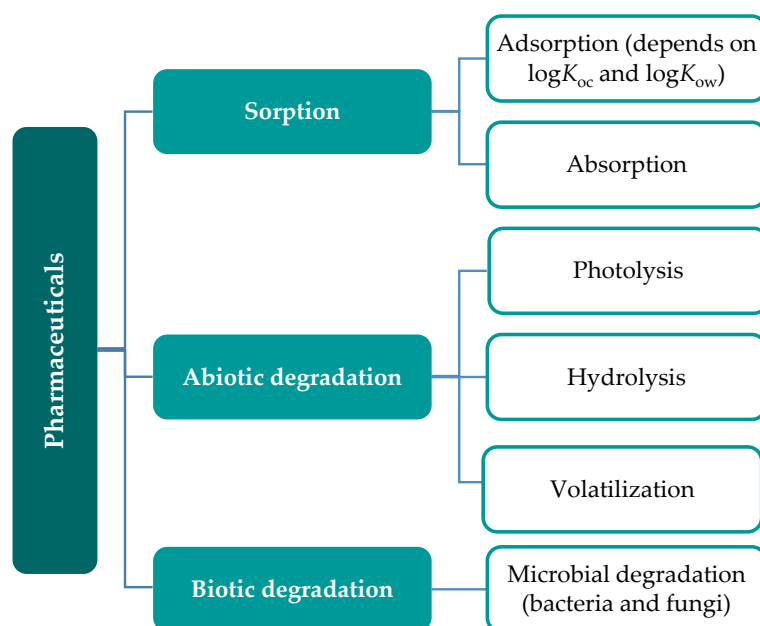 Pharmaceuticals
Sorption
Adsorption (depends on
logKoc and logKow)
Absorption
Abiotic degradation
Photolysis
Hydrolysis
Volatilization
Biotic degradation
Microbial degradation
(bacteria and fungi)